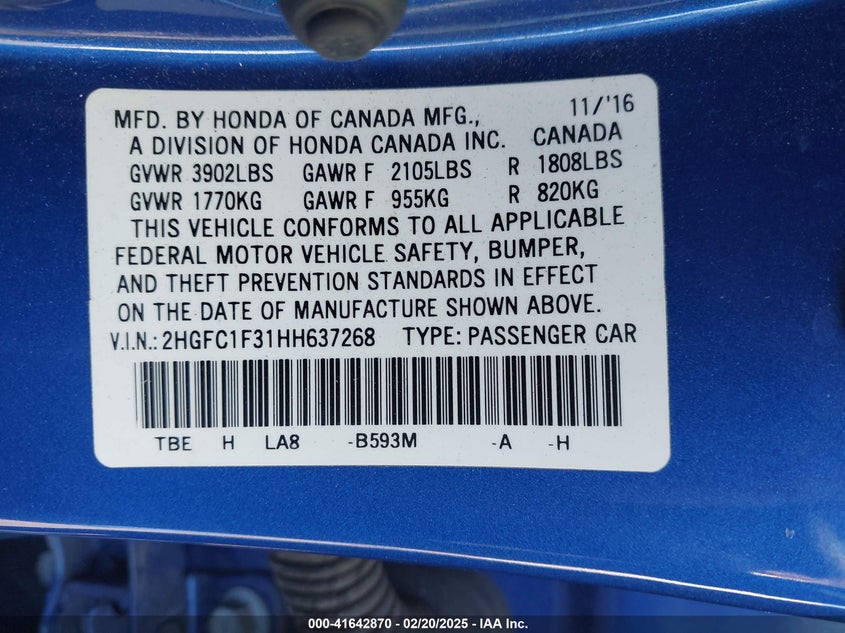 MFD. BY HONDA OF CANADA MFG., 11/'16
A DIVISION OF HONDA CANADA INC. CANADA
GVWR 3902LBS GAWR F 2105LBS R 1808LBS
GVWR 1770KG GAWR F 955KG R 820KG
THIS VEHICLE CONFORMS TO ALL APPLICABLE
FEDERAL MOTOR VEHICLE SAFETY, BUMPER,
AND THEFT PREVENTION STANDARDS IN EFFECT
ON THE DATE OF MANUFACTURE SHOWN ABOVE.
V.I.N.: 2HGFC1F31HH637268 TYPE: PASSENGER CAR
TBE H LA8 -B593M -A -H
000-41642870 - 02/20/2025 - IAA Inc.